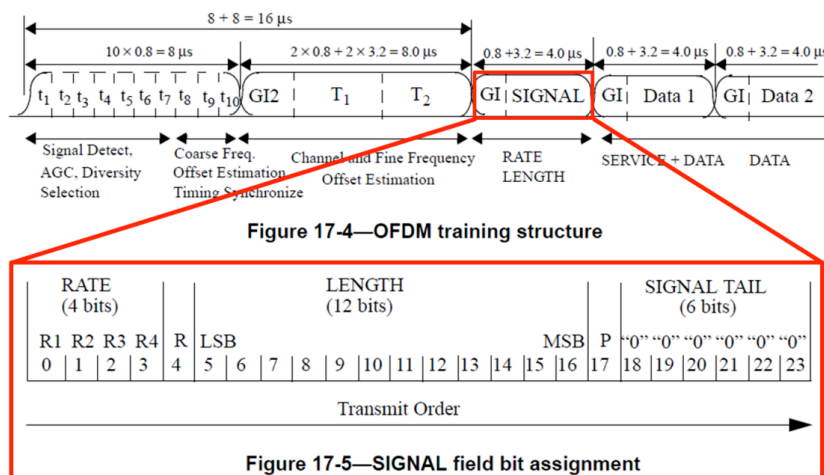 8 + 8 = 16 µs
10 × 0.8 = 8 µs 2 × 0.8 + 2 × 3.2 = 8.0 µs 0.8 +3.2 = 4.0 µs 0.8 + 3.2 = 4.0 µs 0.8 + 3.2 = 4.0 µs
t1 t2 t3 t4 t5 t6 t7 t8 t9 t10 GI2 T1 T2 GI SIGNAL GI Data 1 GI Data 2
Signal Detect,
AGC, Diversity
Selection
Coarse Freq.
Offset Estimation
Timing Synchronize
Channel and Fine Frequency
Offset Estimation
RATE
LENGTH
SERVICE + DATA DATA
Figure 17-4—OFDM training structure
RATE LENGTH SIGNAL TAIL
(4 bits) (12 bits) (6 bits)
R1 R2 R3 R4 R LSB MSB P “0” “0” “0” “0” “0” “0”
0 1 2 3 4 5 6 7 8 9 10 11 12 13 14 15 16 17 18 19 20 21 22 23
Transmit Order
Figure 17-5—SIGNAL field bit assignment